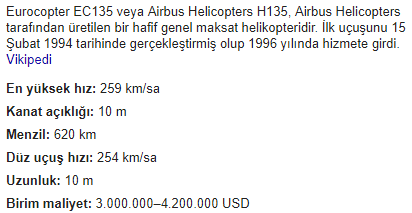 Eurocopter EC135 veya Airbus Helicopters H135, Airbus Helicopters
tarafından üretilen bir hafif genel maksat helikopteridir. İlk uçuşunu 15
Şubat 1994 tarihinde gerçekleştirmiş olup 1996 yılında hizmete girdi.
Vikipedi
En yüksek hız: 259 km/sa
Kanat açıklığı: 10 m
Menzil: 620 km
Düz uçuş hızı: 254 km/sa
Uzunluk: 10 m
Birim maliyet: 3.000.000–4.200.000 USD